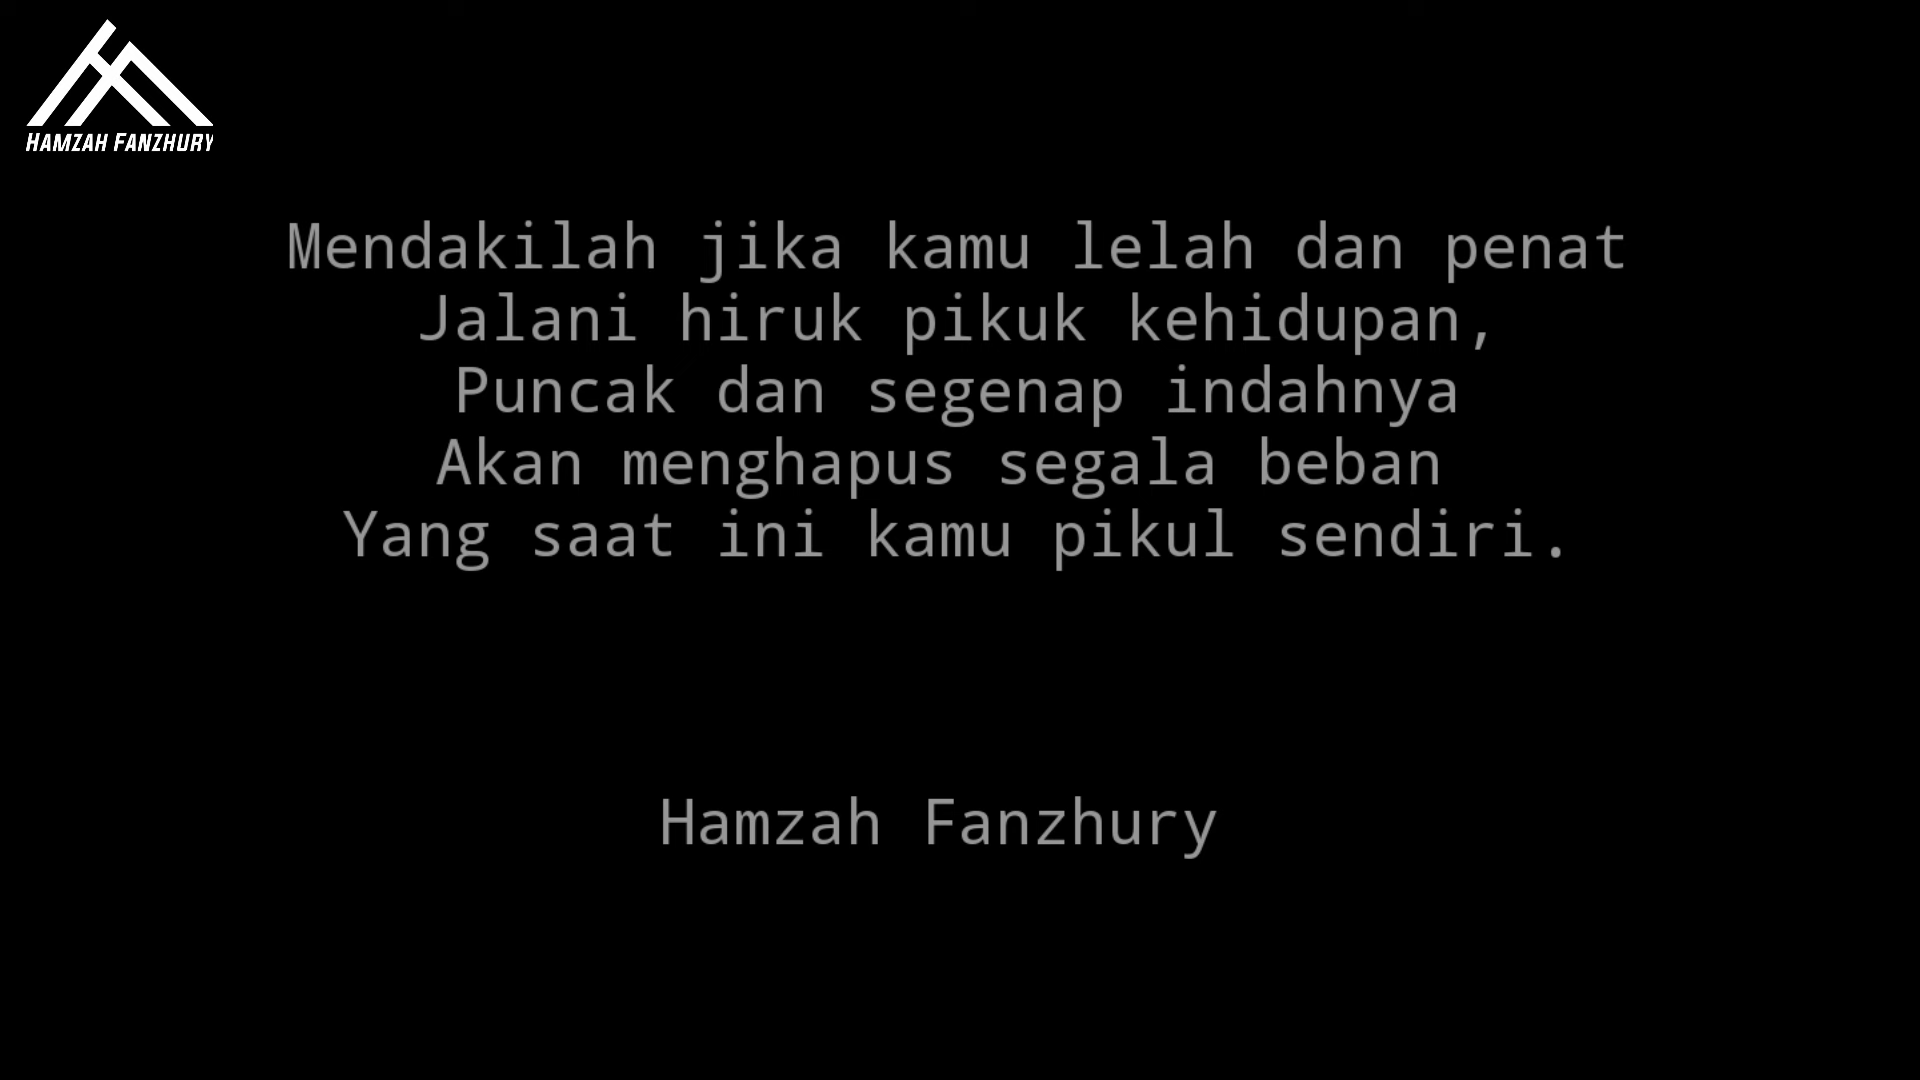 HAMZAH FANZHURY
Mendakilah jika kamu lelah dan penat
Jalani hiruk pikuk kehidupan,
Puncak dan segenap indahnya
Akan menghapus segala beban
Yang saat ini kamu pikul sendiri.
Hamzah Fanzhury